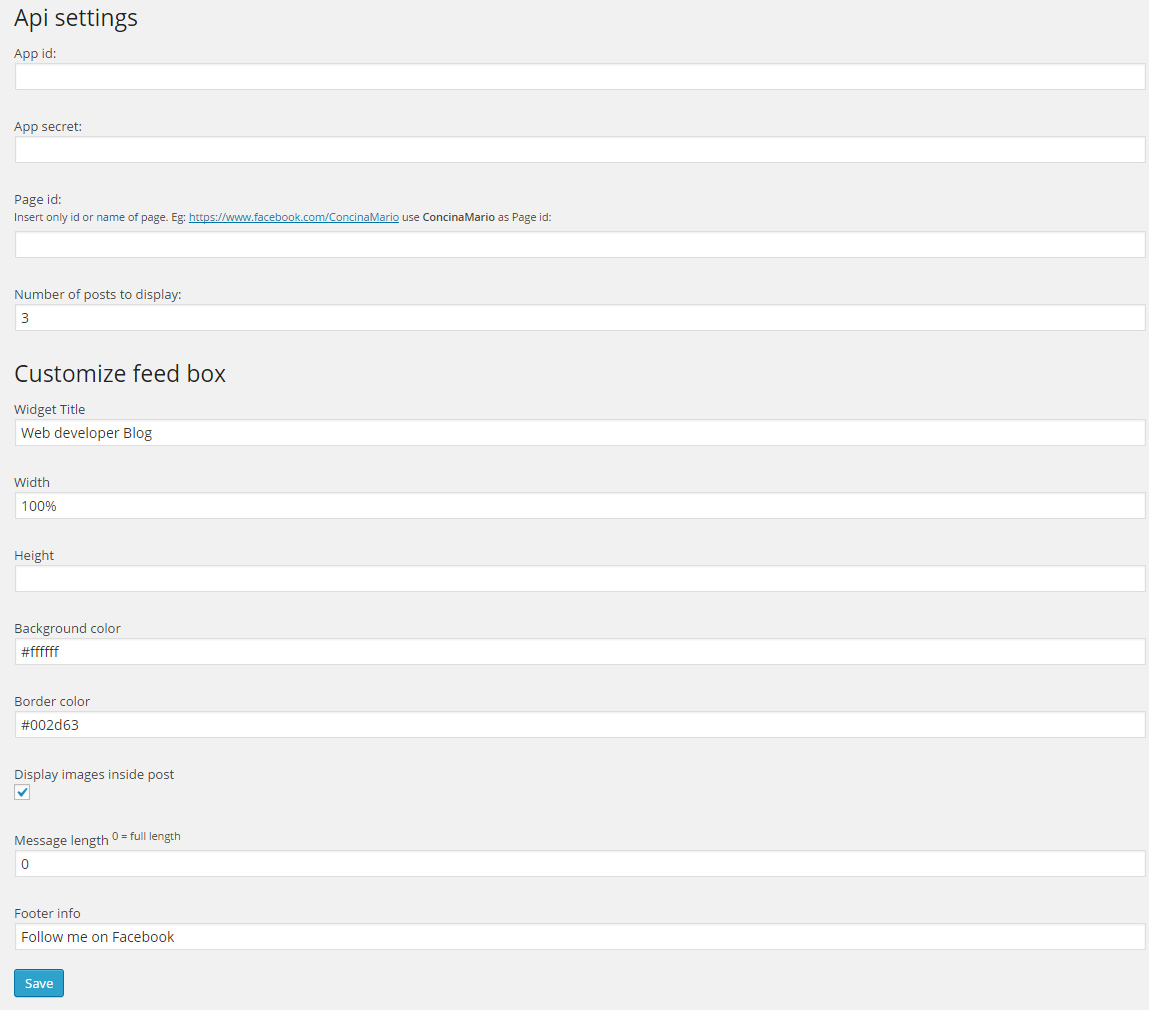 Api settings
App id:
App secret:
Page id:
Insert only id or name of page. Eg: https://www.facebook.com/ConcinaMario use ConcinaMario as Page id:
Number of posts to display:
3
Customize feed box
Widget Title
Web developer Blog
Width
100%
Height
Background color
#ffffff
Border color
#002d63
Display images inside post
Message length 0 = full length
0
Footer info
Follow me on Facebook
Save